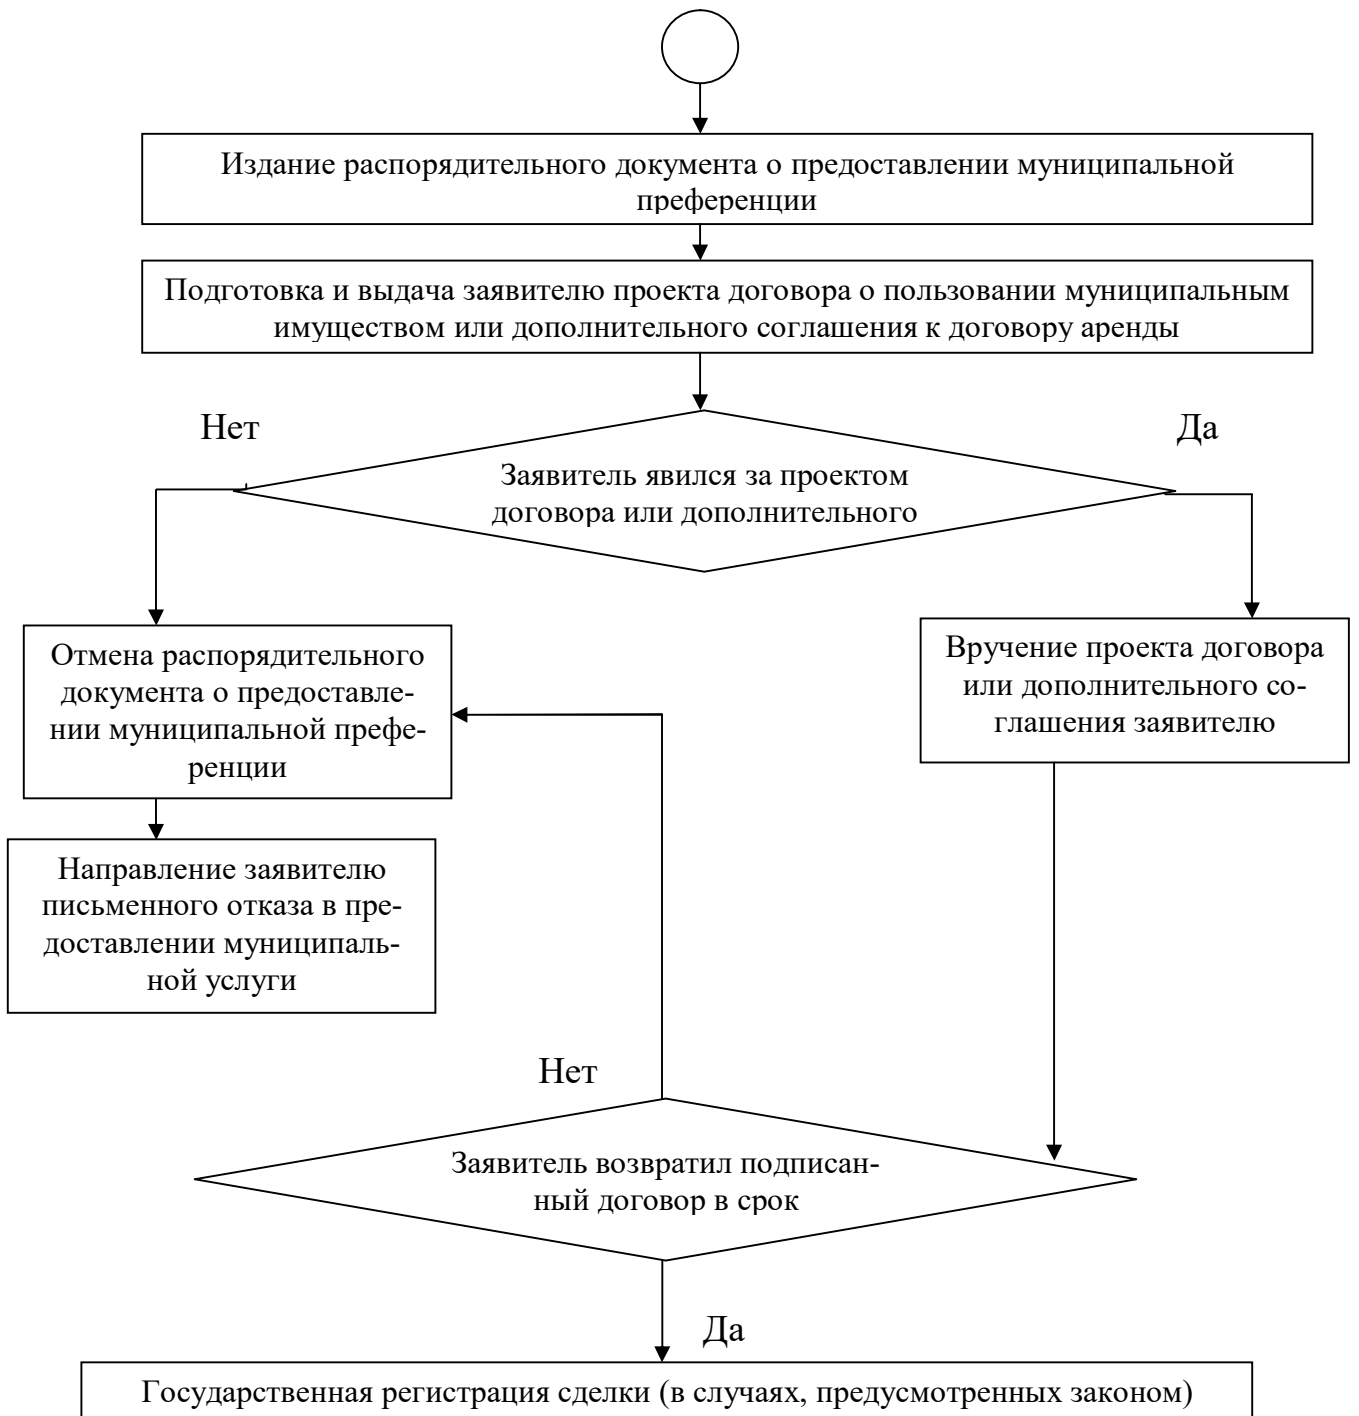 Издание распорядительного документа о предоставлении муниципальной
преференции
Подготовка и выдача заявителю проекта договора о пользовании муниципальным
имуществом или дополнительного соглашения к договору аренды
Нет
Да
Заявитель явился за проектом
договора или дополнительного
Отмена распорядительного
документа о предоставле-
нии муниципальной префе-
ренции
Вручение проекта договора
или дополнительного со-
глашения заявителю
Направление заявителю
письменного отказа в пре-
доставлении муниципаль-
ной услуги
Нет
Заявитель возвратил подписан-
ный договор в срок
Да
Государственная регистрация сделки (в случаях, предусмотренных законом)